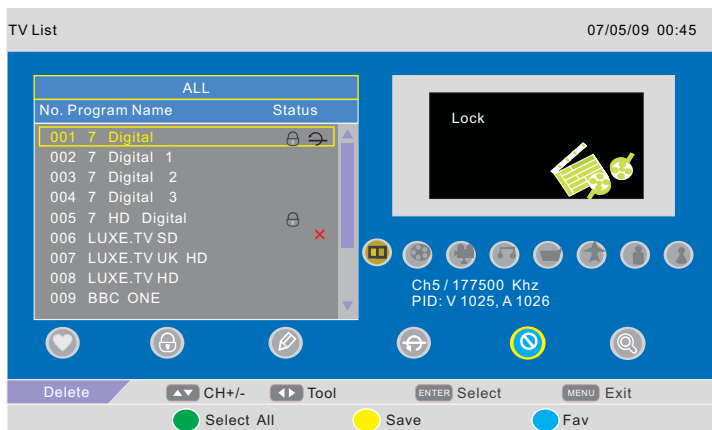 TV List 07/05/09 00:45
ALL
No. Program Name Status
001 7 Digital
002 7 Digital 1
003 7 Digital 2
004 7 Digital 3
005 7 HD Digital
006 LUXE.TV SD
007 LUXE.TV UK HD
008 LUXE.TV HD
009 BBC ONE
Lock
Ch5 / 177500 Khz
PID: V 1025, A 1026
Delete CH+/- Tool ENTER Select MENU Exit
Select All Save Fav